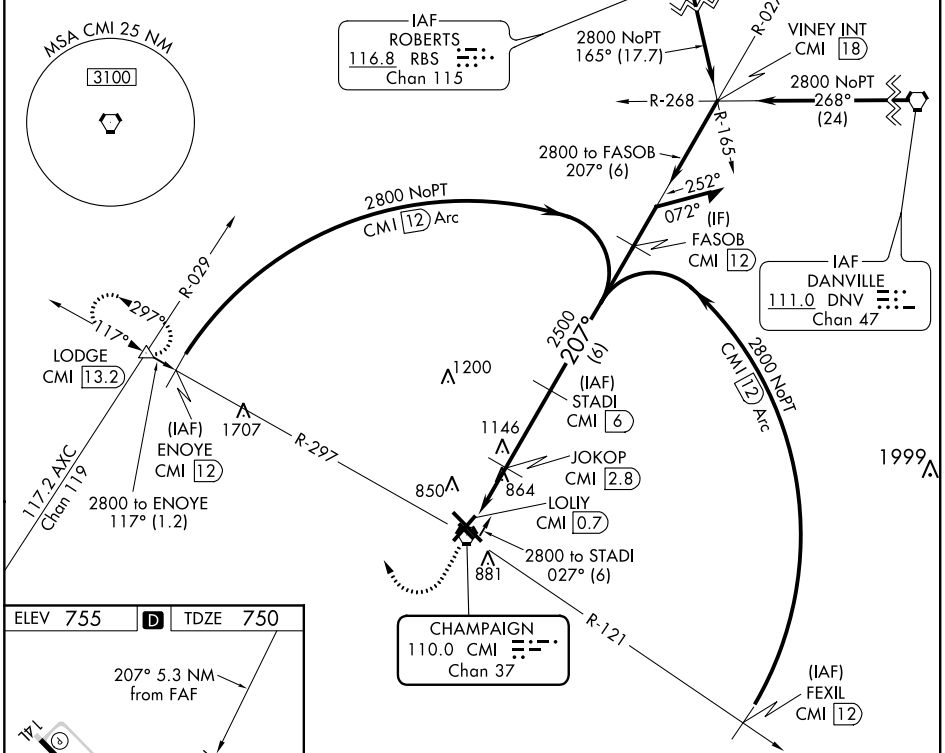 MSA CMI 25 NM
3100
IAF
ROBERTS
116.8 RBS
Chan 115
2800 NoPT
165° (17.7)
VINEY INT
CMI 18
2800 NoPT
268°
(24)
R-268
R-165
2800 to FASOB
207° (6)
252°
072°
(IF)
FASOB
CMI 12
IAF
DANVILLE
111.0 DNV
Chan 47
2800 NoPT
CMI 12 Arc
R-029
297°
117°
LODGE
CMI 13.2
(IAF)
ENOYE
CMI 12
1707
R-297
117.2 AXC
Chan 119
2800 to ENOYE
117° (1.2)
1200
2500
207°
(6)
(IAF)
STADI
CMI 6
2800 NoPT
CMI 12 Arc
1999
1146
JOKOP
CMI 2.8
850
864
LOLIY
CMI 0.7
2800 to STADI
027° (6)
881
R-121
CHAMPAIGN
110.0 CMI
Chan 37
(IAF)
FEXIL
CMI 12
ELEV 755 D TDZE 750
207° 5.3 NM
from FAF
14L
P